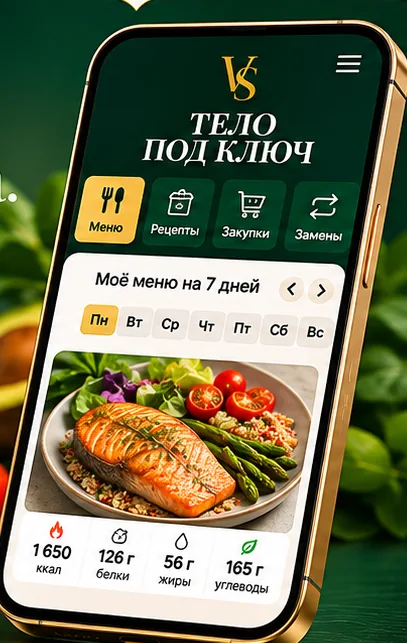 VS
ТЕЛО
ПОД КЛЮЧ
Меню
Рецепты
Закупки
Замены
Моё меню на 7 дней
Пн Вт Ср Чт Пт Сб Вс
1 650 126 г 56 г 165 г
ккал белки жиры углеводы